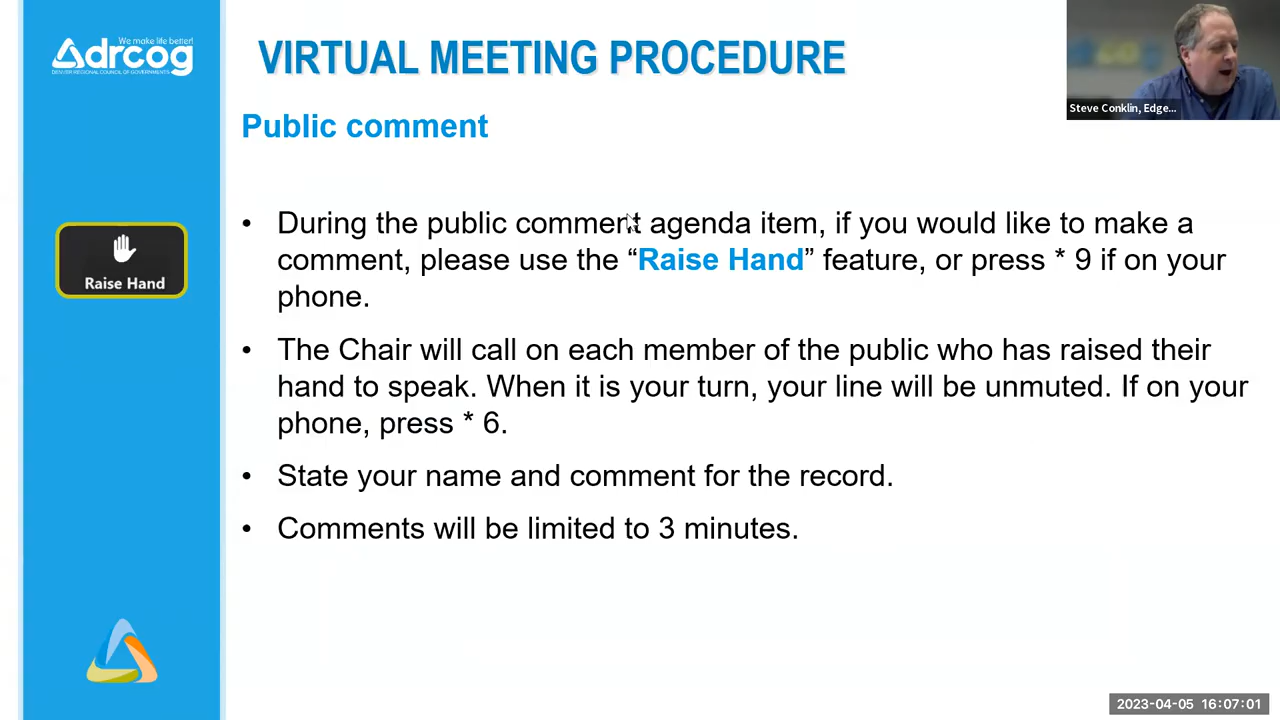 We make life better!
drcog
DENVER REGIONAL COUNCIL OF GOVERNMENTS
VIRTUAL MEETING PROCEDURE
Steve Conklin, Edge...
Public comment
• During the public comment agenda item, if you would like to make a
comment, please use the “Raise Hand” feature, or press * 9 if on your
phone.
Raise Hand
• The Chair will call on each member of the public who has raised their
hand to speak. When it is your turn, your line will be unmuted. If on your
phone, press * 6.
• State your name and comment for the record.
• Comments will be limited to 3 minutes.
2023-04-05 16:07:01